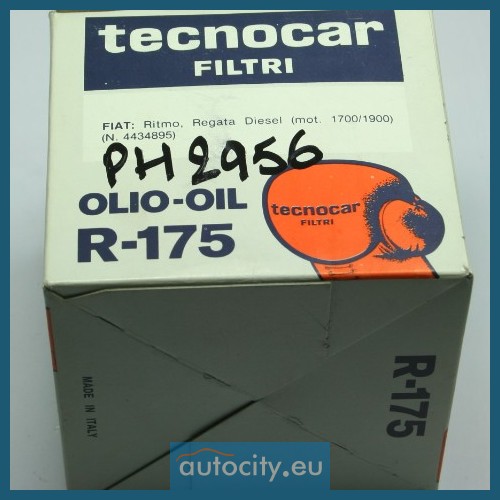 tecnocar
FILTRI
FIAT: Ritmo, Regata Diesel (mot. 1700/1900)
(N. 4434895)
PH2956
OLIO-OIL
R-175
tecnocar
FILTRI
R-175
MADE IN ITALY
autocity.eu